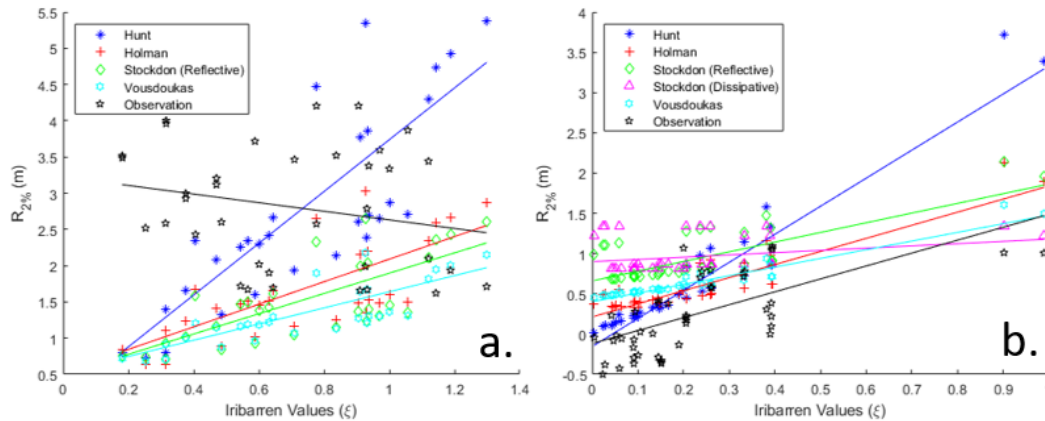 a.
R2% (m)
5.5
5
4.5
4
3.5
3
2.5
2
1.5
1
0.5
Hunt
Holman
Stockdon (Reflective)
Vousdoukas
Observation
a.
0 0.2 0.4 0.6 0.8 1 1.2 1.4
Iribarren Values (ξ)
b.
R2% (m)
4
3.5
3
2.5
2
1.5
1
0.5
0
-0.5
Hunt
Holman
Stockdon (Reflective)
Stockdon (Dissipative)
Vousdoukas
Observation
b.
0 0.1 0.2 0.3 0.4 0.5 0.6 0.7 0.8 0.9
Iribarren Values (ξ)